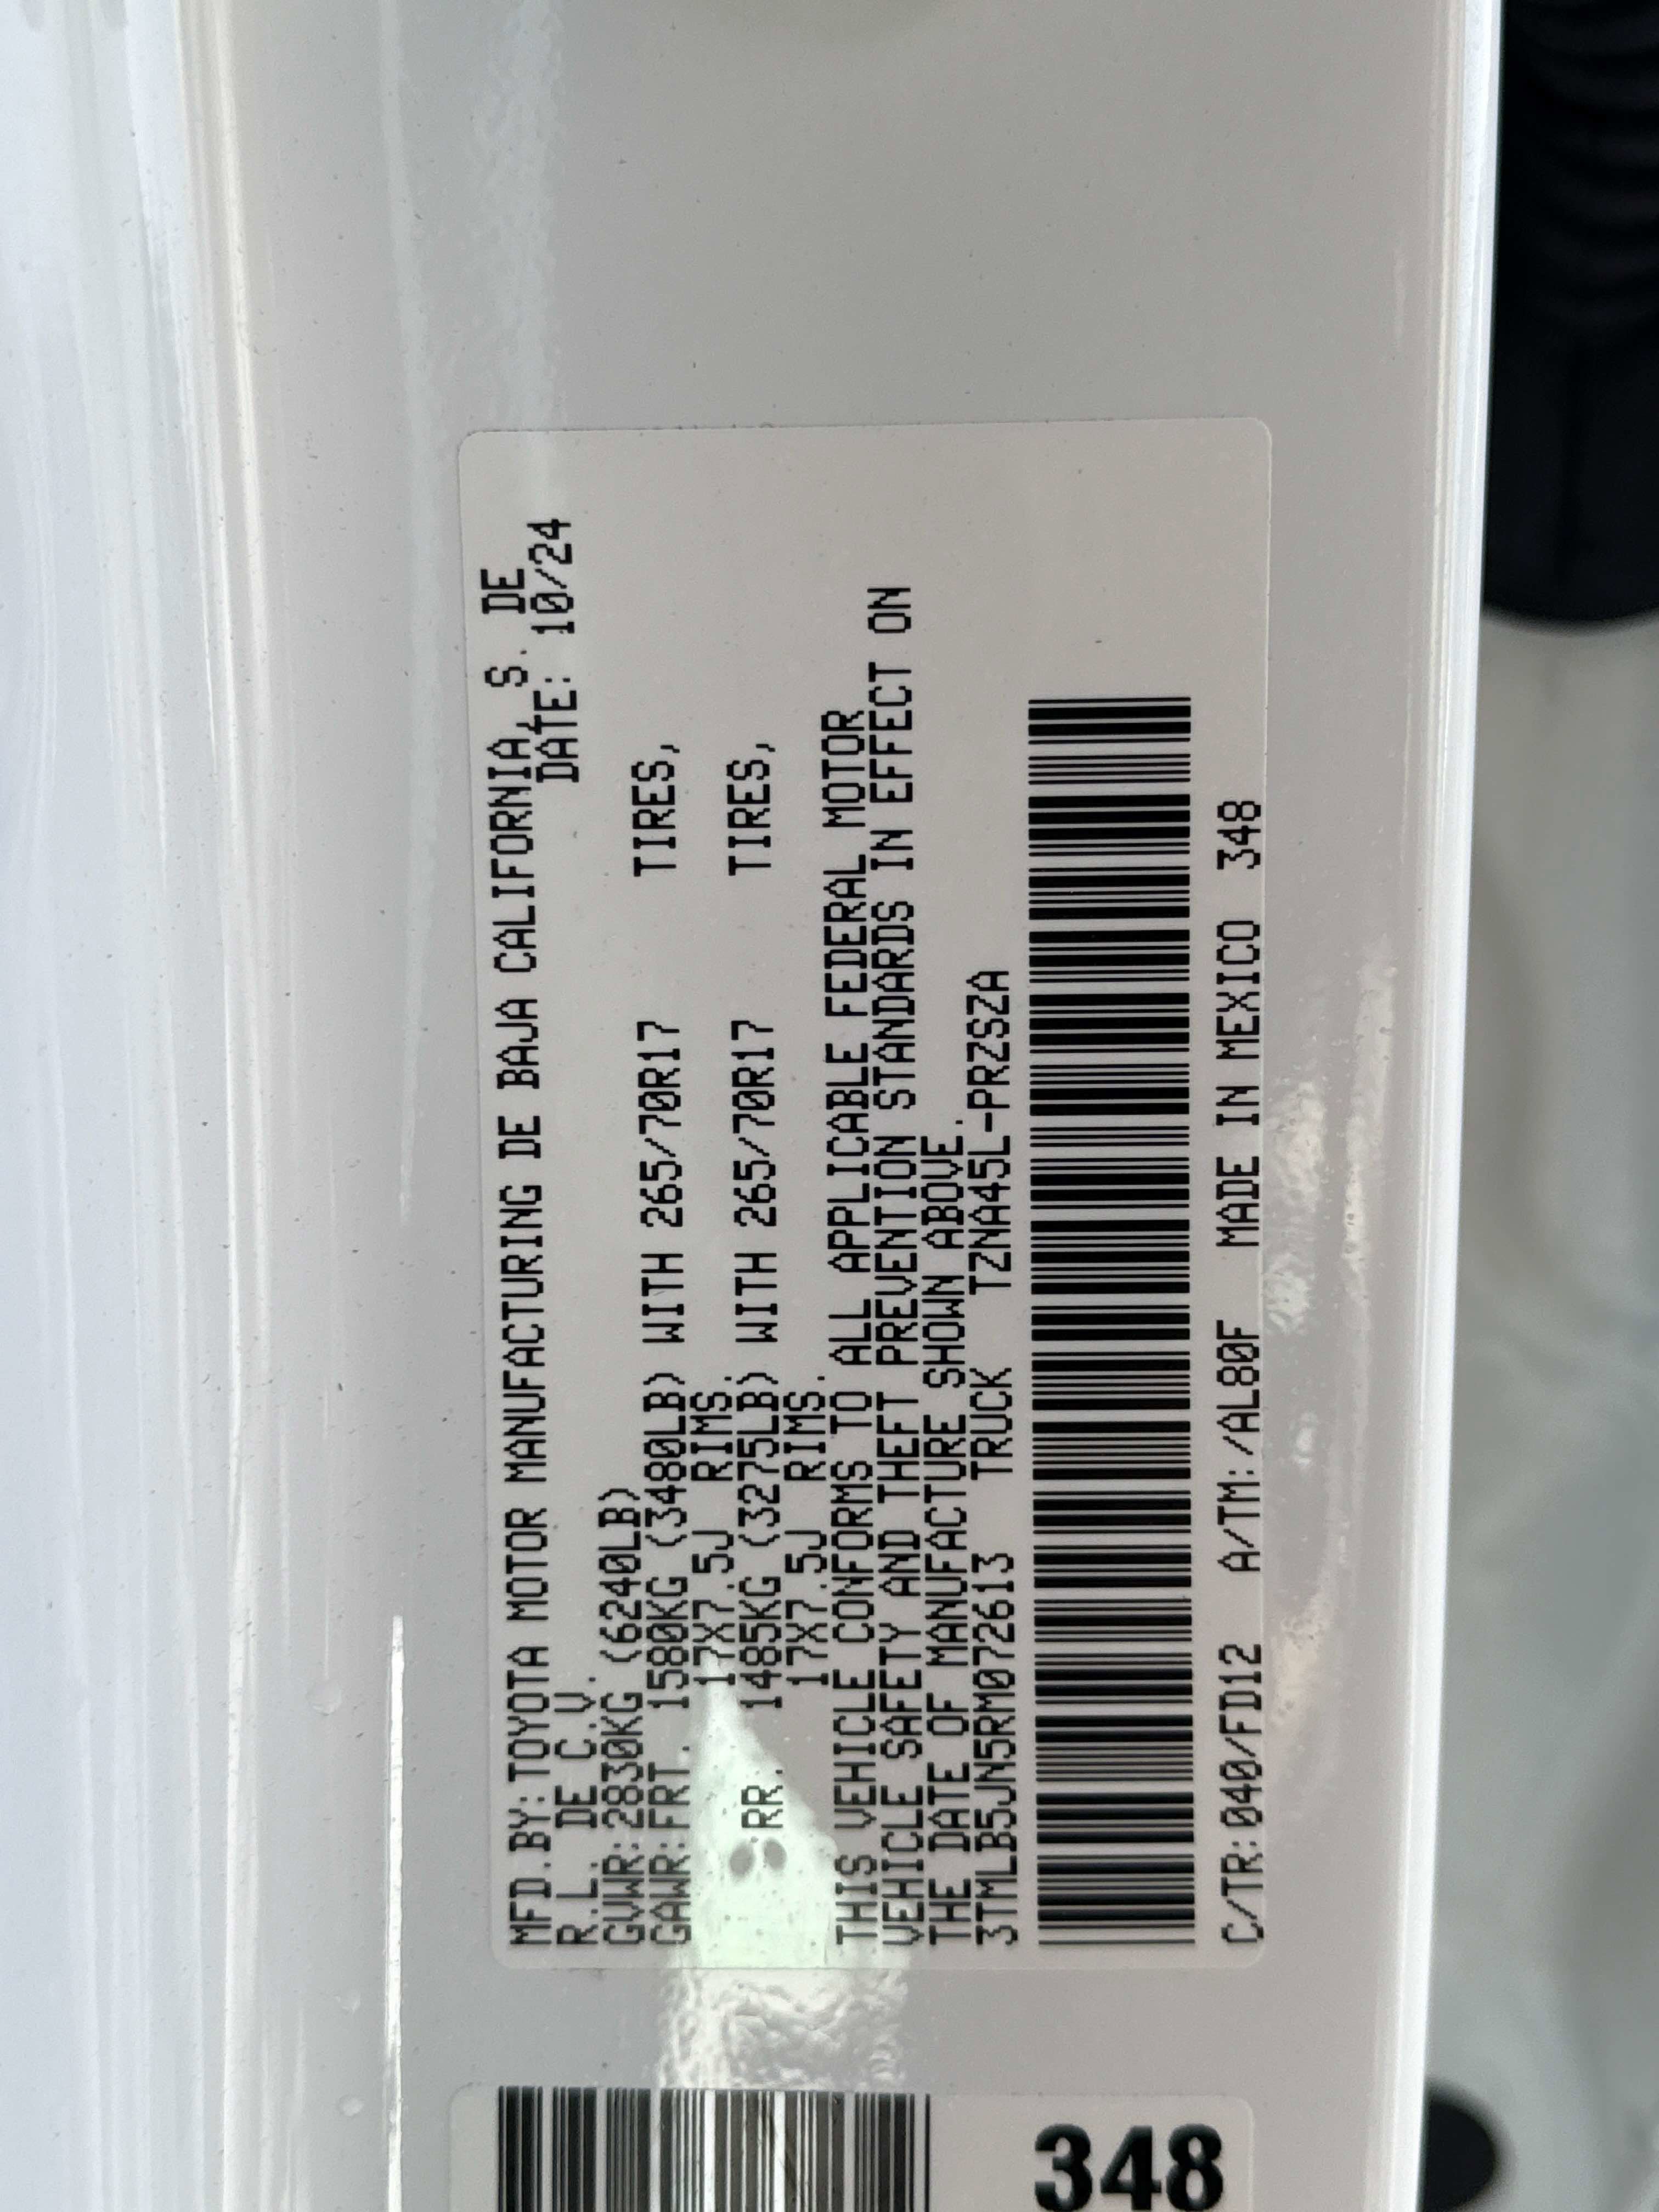 MFD.BY:TOYOTA MOTOR MANUFACTURING DE BAJA CALIFORNIA, S. DE
R.L. DE C.V. DATE: 10/24
GVWR:2830KG (6240LB)
GAWR:FRT. 1580KG (3480LB) WITH 265/70R17 TIRES,
17X7.5J RIMS.
RR. 1485KG (3275LB) WITH 265/70R17 TIRES,
17X7.5J RIMS.
THIS VEHICLE CONFORMS TO ALL APPLICABLE FEDERAL MOTOR
VEHICLE SAFETY AND THEFT PREVENTION STANDARDS IN EFFECT ON
THE DATE OF MANUFACTURE SHOWN ABOVE.
3TMLB5JN5RM072613 TRUCK TZNA45L-PRZSZA
C/TR:040/FD12 A/TM:/AL80F MADE IN MEXICO 348
348